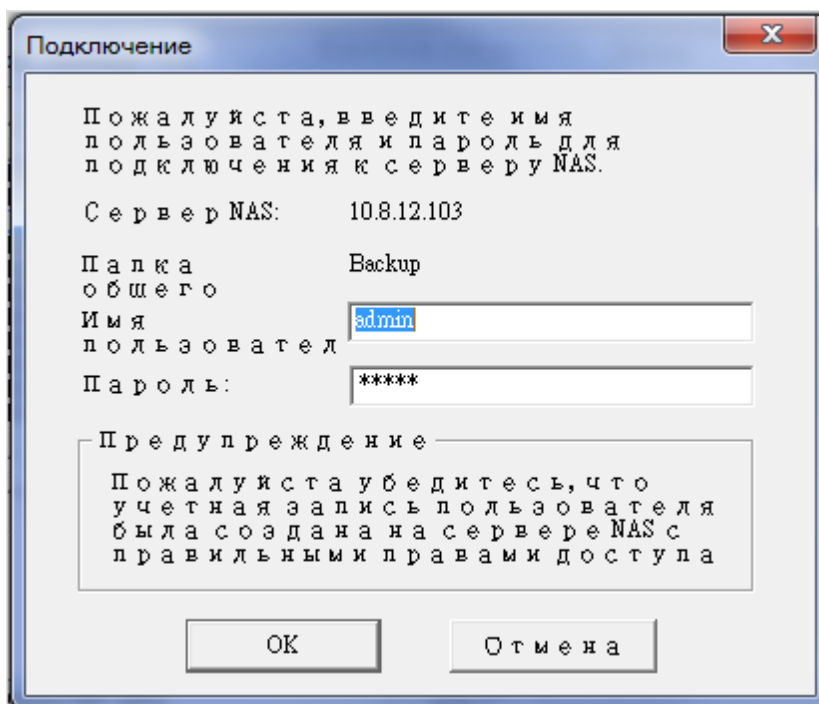 Подключение
Пожалуйста, введите имя
пользователя и пароль для
подключения к серверу NAS.
Сервер NAS: 10.8.12.103
Папка Backup
обшего
Имя admin
пользовател
Пароль: *****
Предупреждение
Пожалуйста убедитесь, что
учетная запись пользователя
была создана на сервере NAS с
правильными правами доступа
OK Отмена